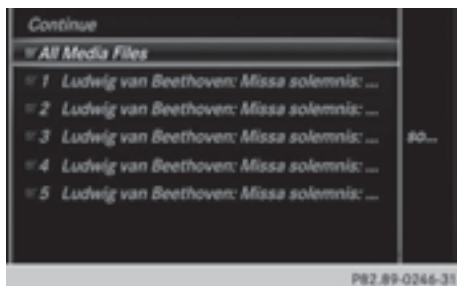 Continue
All Media Files
1 Ludwig van Beethoven: Missa solemnis: ...
2 Ludwig van Beethoven: Missa solemnis: ...
3 Ludwig van Beethoven: Missa solemnis: ...
so...
4 Ludwig van Beethoven: Missa solemnis: ...
5 Ludwig van Beethoven: Missa solemnis: ...
P82.89-0246-31